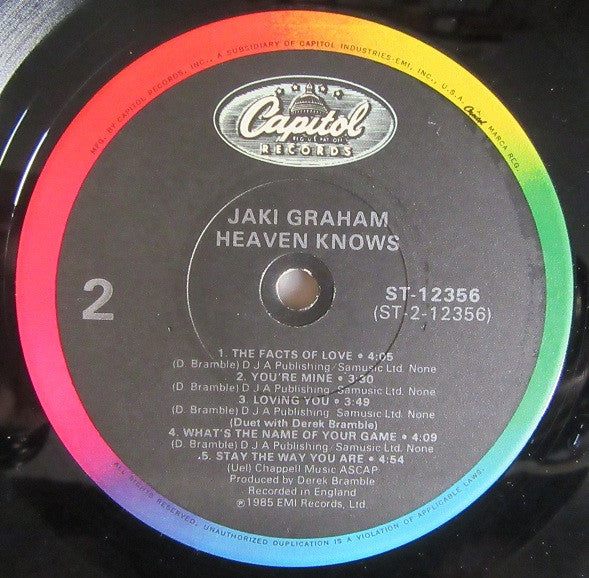 MFG. BY CAPITOL RECORDS, INC., A SUBSIDIARY OF CAPITOL INDUSTRIES-EMI, INC., U.S.A. Capitol MARCA REG.
Capitol
RECORDS
JAKI GRAHAM
HEAVEN KNOWS
2
ST-12356
(ST-2-12356)
1. THE FACTS OF LOVE • 4:05
(D. Bramble) D J A Publishing/Samusic Ltd. None
2. YOU'RE MINE • 3:30
(D. Bramble) D J A Publishing/Samusic Ltd. None
3. LOVING YOU • 3:49
(D. Bramble) D J A Publishing/Samusic Ltd. None
(Duet with Derek Bramble)
4. WHAT'S THE NAME OF YOUR GAME • 4:09
(D. Bramble) D J A Publishing/Samusic Ltd. None
.5. STAY THE WAY YOU ARE • 4:54
(Uel) Chappell Music ASCAP
Produced by Derek Bramble
Recorded in England
℗1985 EMI Records, Ltd.
ALL RIGHTS RESERVED. UNAUTHORIZED DUPLICATION IS A VIOLATION OF APPLICABLE LAWS.